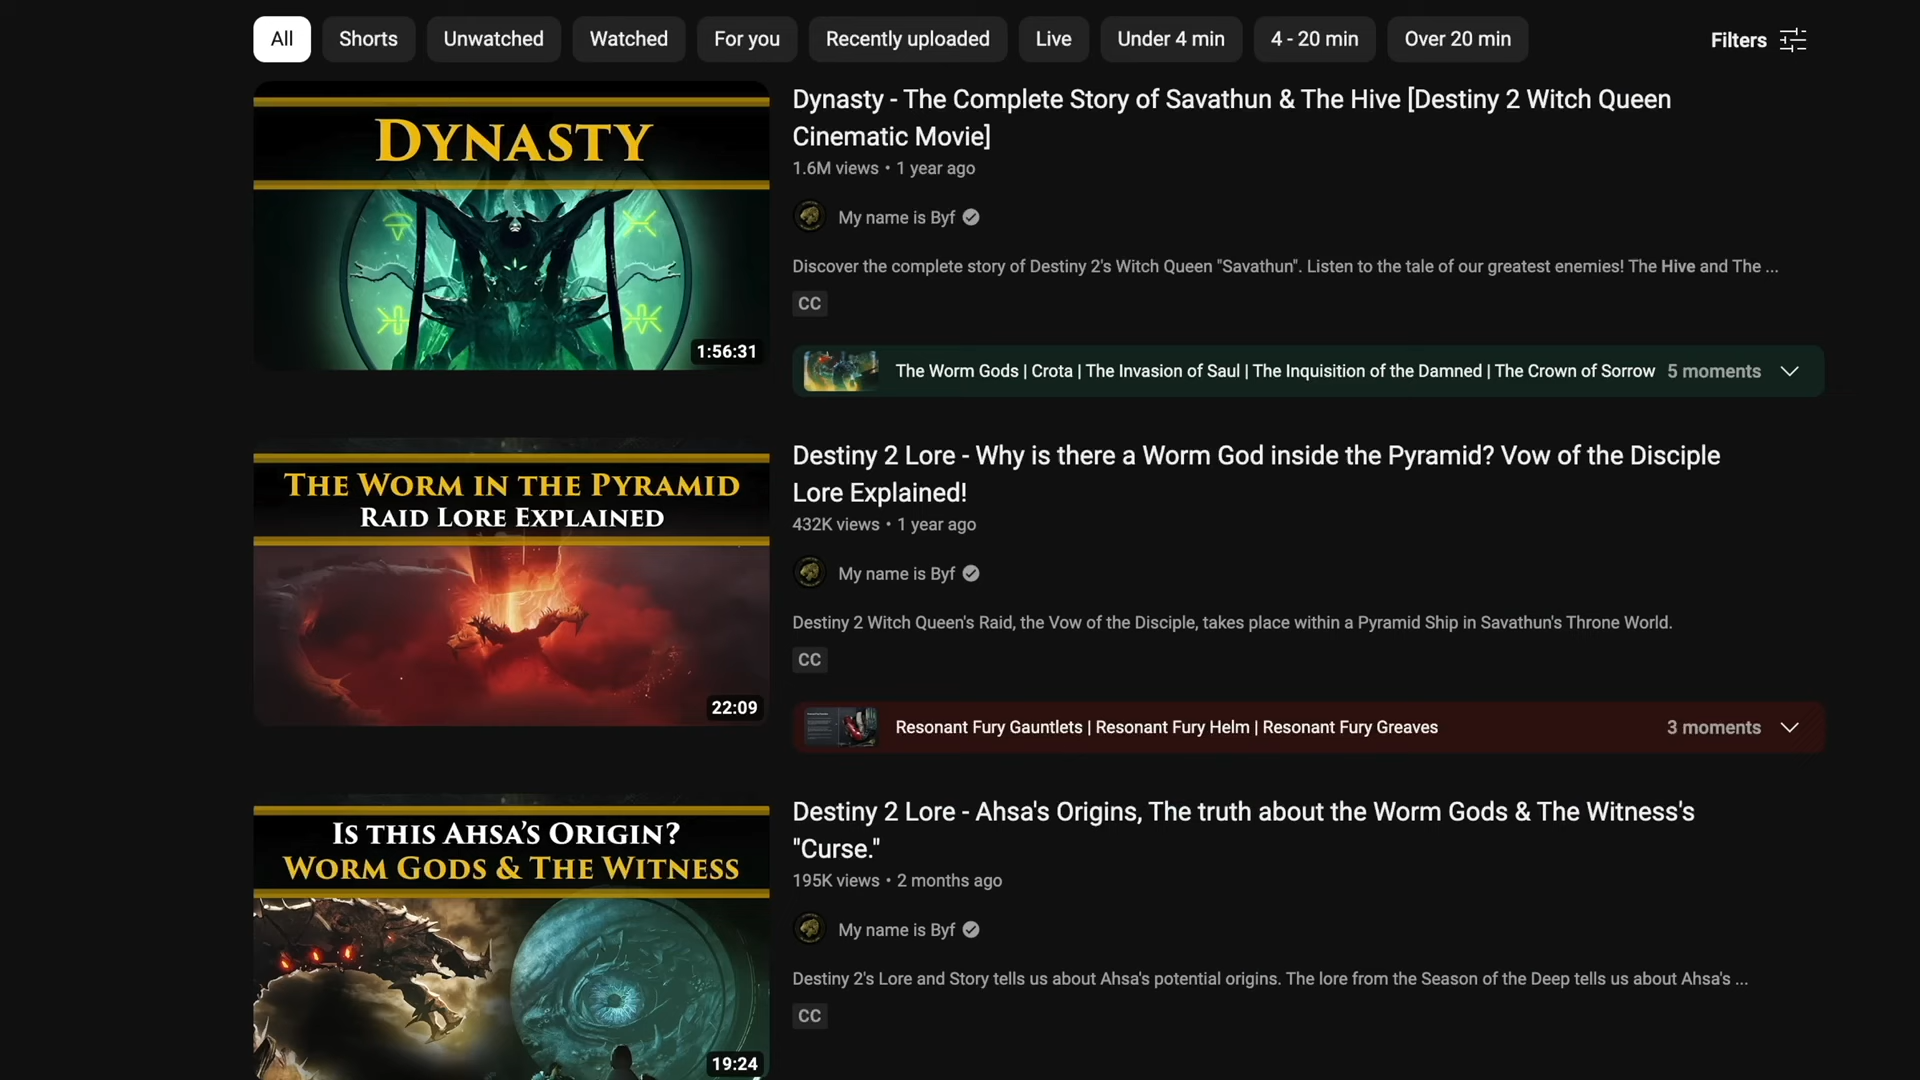 All
Shorts
Unwatched
Watched
For you
Recently uploaded
Live
Under 4 min
4 - 20 min
Over 20 min
Filters
DYNASTY
1:56:31
Dynasty - The Complete Story of Savathun & The Hive [Destiny 2 Witch Queen
Cinematic Movie]
1.6M views • 1 year ago
My name is Byf
Discover the complete story of Destiny 2's Witch Queen "Savathun". Listen to the tale of our greatest enemies! The Hive and The ...
CC
The Worm Gods | Crota | The Invasion of Saul | The Inquisition of the Damned | The Crown of Sorrow
5 moments
THE WORM IN THE PYRAMID
RAID LORE EXPLAINED
22:09
Destiny 2 Lore - Why is there a Worm God inside the Pyramid? Vow of the Disciple
Lore Explained!
432K views • 1 year ago
My name is Byf
Destiny 2 Witch Queen's Raid, the Vow of the Disciple, takes place within a Pyramid Ship in Savathun's Throne World.
CC
Resonant Fury Gauntlets | Resonant Fury Helm | Resonant Fury Greaves
3 moments
IS THIS AHSA'S ORIGIN?
WORM GODS & THE WITNESS
19:24
Destiny 2 Lore - Ahsa's Origins, The truth about the Worm Gods & The Witness's
"Curse."
195K views • 2 months ago
My name is Byf
Destiny 2's Lore and Story tells us about Ahsa's potential origins. The lore from the Season of the Deep tells us about Ahsa's ...
CC